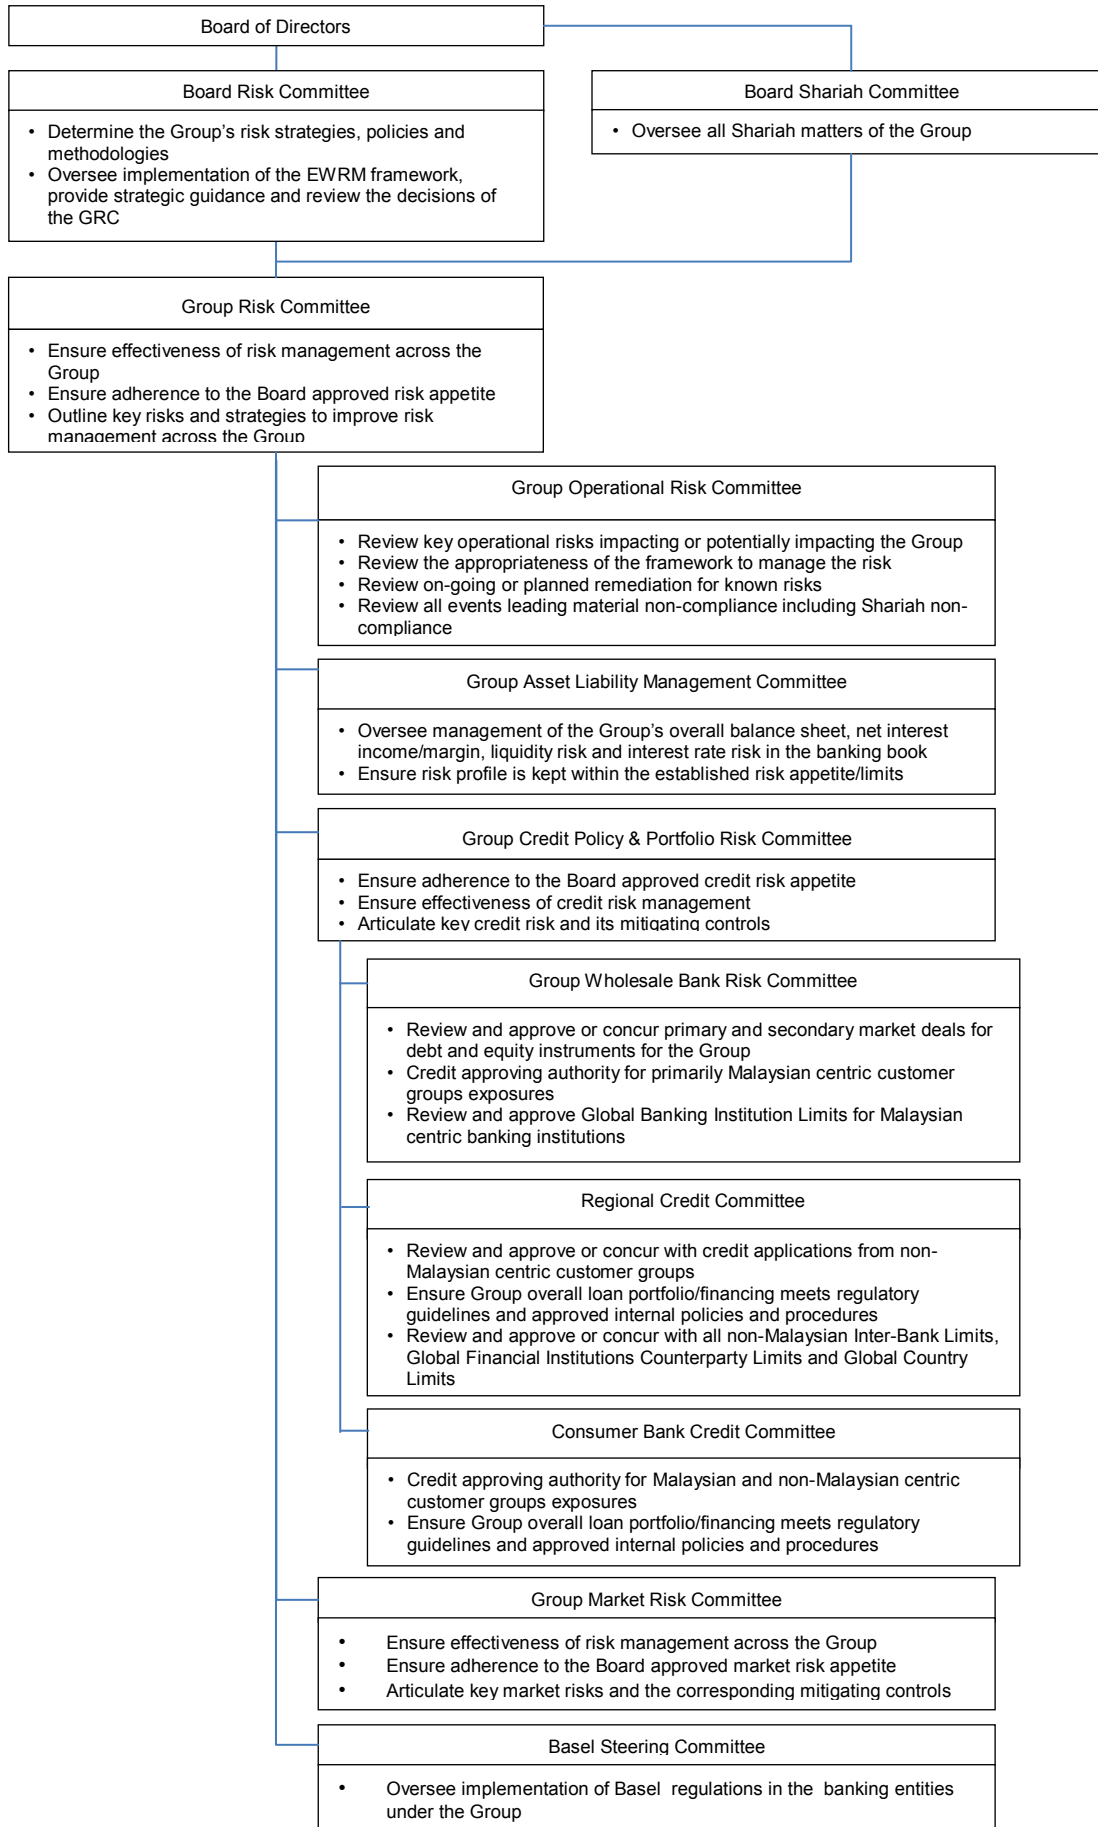 Board of Directors
Board Risk Committee
• Determine the Group's risk strategies, policies and
methodologies
• Oversee implementation of the EWRM framework,
provide strategic guidance and review the decisions of
the GRC
Board Shariah Committee
• Oversee all Shariah matters of the Group
Group Risk Committee
• Ensure effectiveness of risk management across the
Group
• Ensure adherence to the Board approved risk appetite
• Outline key risks and strategies to improve risk
management across the Group
Group Operational Risk Committee
• Review key operational risks impacting or potentially impacting the Group
• Review the appropriateness of the framework to manage the risk
• Review on-going or planned remediation for known risks
• Review all events leading material non-compliance including Shariah non-
compliance
Group Asset Liability Management Committee
• Oversee management of the Group's overall balance sheet, net interest
income/margin, liquidity risk and interest rate risk in the banking book
• Ensure risk profile is kept within the established risk appetite/limits
Group Credit Policy & Portfolio Risk Committee
• Ensure adherence to the Board approved credit risk appetite
• Ensure effectiveness of credit risk management
• Articulate key credit risk and its mitigating controls
Group Wholesale Bank Risk Committee
• Review and approve or concur primary and secondary market deals for
debt and equity instruments for the Group
• Credit approving authority for primarily Malaysian centric customer
groups exposures
• Review and approve Global Banking Institution Limits for Malaysian
centric banking institutions
Regional Credit Committee
• Review and approve or concur with credit applications from non-
Malaysian centric customer groups
• Ensure Group overall loan portfolio/financing meets regulatory
guidelines and approved internal policies and procedures
• Review and approve or concur with all non-Malaysian Inter-Bank Limits,
Global Financial Institutions Counterparty Limits and Global Country
Limits
Consumer Bank Credit Committee
• Credit approving authority for Malaysian and non-Malaysian centric
customer groups exposures
• Ensure Group overall loan portfolio/financing meets regulatory
guidelines and approved internal policies and procedures
Group Market Risk Committee
• Ensure effectiveness of risk management across the Group
• Ensure adherence to the Board approved market risk appetite
• Articulate key market risks and the corresponding mitigating controls
Basel Steering Committee
• Oversee implementation of Basel regulations in the banking entities
under the Group